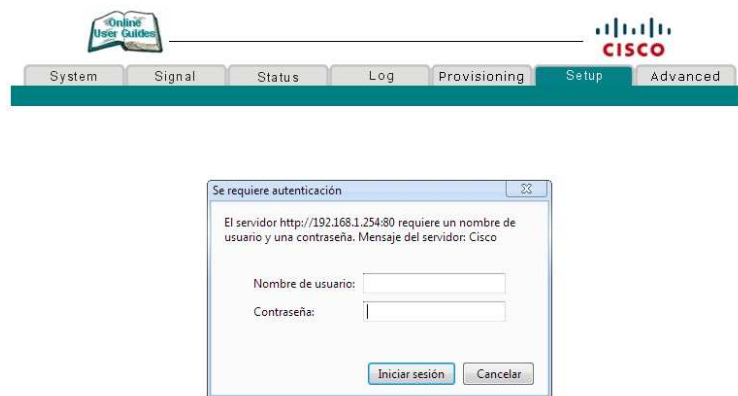 Online
User Guides
CISCO
System Signal Status Log Provisioning Setup Advanced
Se requiere autenticación
El servidor http://192.168.1.254:80 requiere un nombre de
usuario y una contraseña. Mensaje del servidor: Cisco
Nombre de usuario:
Contraseña:
Iniciar sesión Cancelar